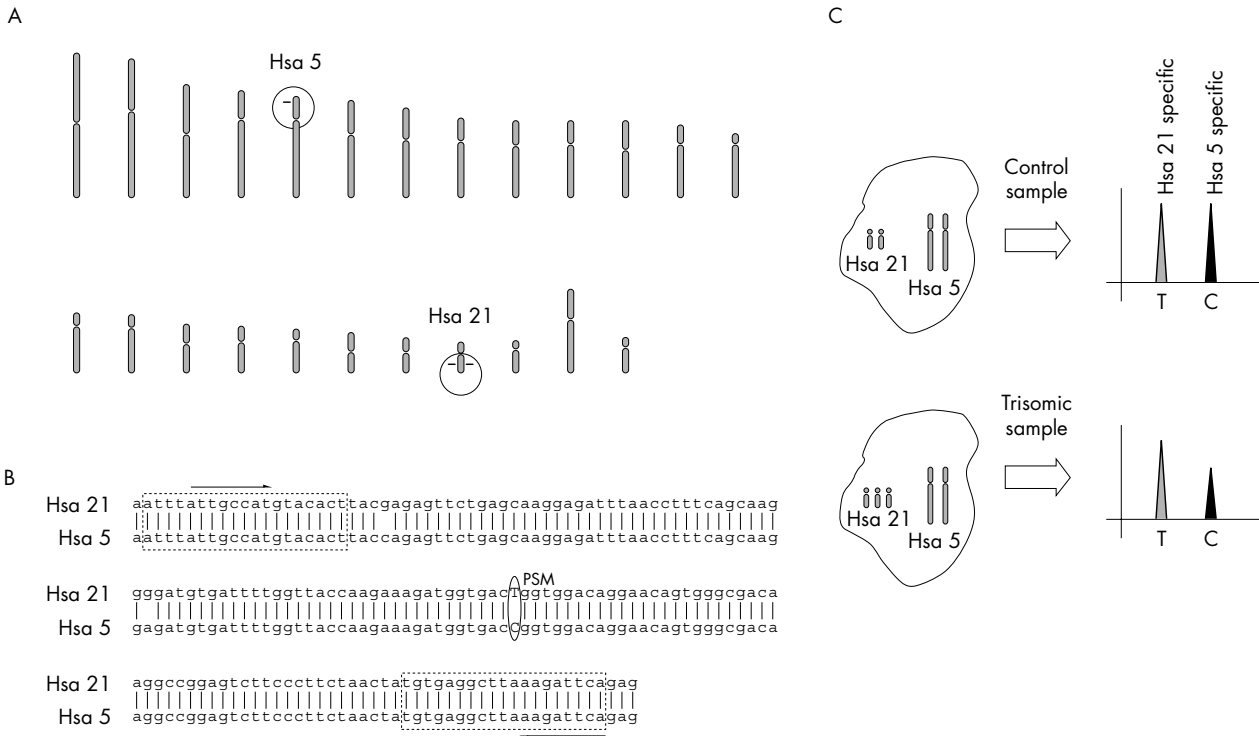 A
Hsa 5
Hsa 21
B
Hsa 21 aatttattgccatgtacacttacgagagttctgagcaaggagatttaacctttcagcaag
Hsa 5 aatttattgccatgtacacttaccagagttctgagcaaggagatttaacctttcagcaag
PSM
Hsa 21 gggatgtgattttggttaccaagaaagatggtgacTggtggacaggaacagtgggcgaca
Hsa 5 gagatgtgattttggttaccaagaaagatggtgacCggtggacaggaacagtgggcgaca
Hsa 21 aggccggagtcttcccttctaactatgtgaggcttaaagattcagag
Hsa 5 aggccggagtcttcccttctaactatgtgaggcttaaagattcagag
C
Hsa 21
Hsa 5
Control
sample
Hsa 21 specific
Hsa 5 specific
T C
Hsa 21
Hsa 5
Trisomic
sample
T C